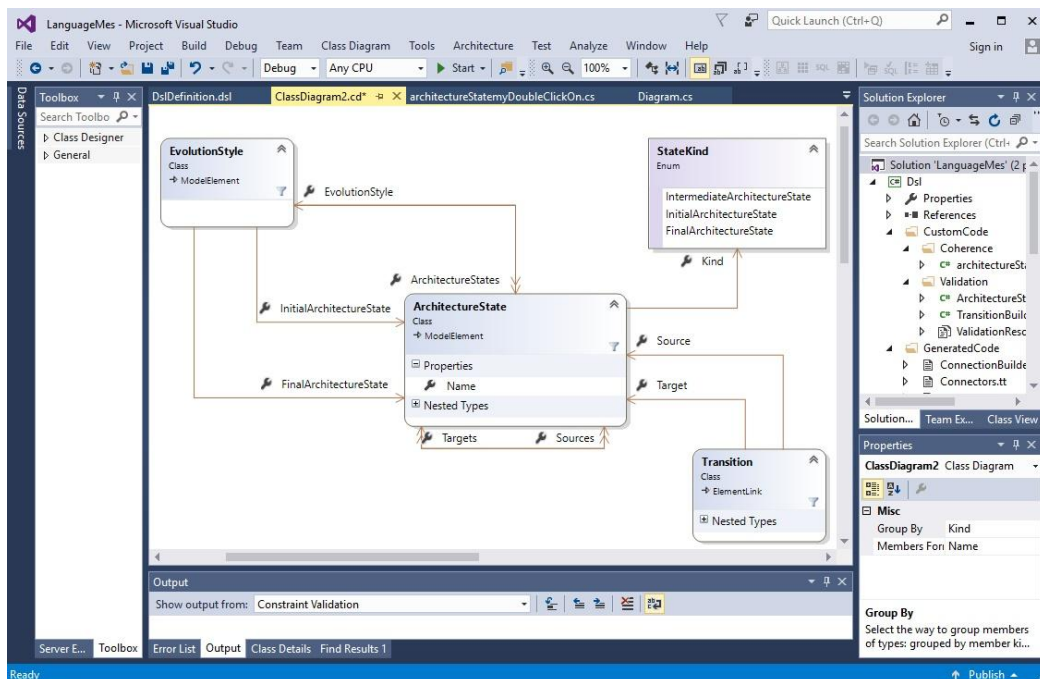 LanguageMes - Microsoft Visual Studio
Quick Launch (Ctrl+Q)
File Edit View Project Build Debug Team Class Diagram Tools Architecture Test Analyze Window Help
Sign in
Debug Any CPU Start 100%
Data Sources
Toolbox
Search Toolbo
Class Designer
General
DslDefinition.dsl ClassDiagram2.cd* architectureStatemyDoubleClickOn.cs Diagram.cs
EvolutionStyle
Class
ModelElement
EvolutionStyle
StateKind
Enum
IntermediateArchitectureState
InitialArchitectureState
FinalArchitectureState
Kind
ArchitectureStates
InitialArchitectureState
ArchitectureState
Class
ModelElement
Properties
Name
Nested Types
FinalArchitectureState
Source
Target
Targets Sources
Transition
Class
ElementLink
Nested Types
Output
Show output from: Constraint Validation
Server E... Toolbox
Error List Output Class Details Find Results 1
Solution Explorer
Search Solution Explorer (Ctrl+
Solution 'LanguageMes' (2 p
C# Dsl
Properties
References
CustomCode
Coherence
C# architectureSta
Validation
C# ArchitectureSt
C# TransitionBuild
ValidationReso
GeneratedCode
ConnectionBuilde
Connectors.tt
Solution... Team Ex... Class View
Properties
ClassDiagram2 Class Diagram
Misc
Group By Kind
Members Forr Name
Group By
Select the way to group members
of types: grouped by member ki...
Ready
Publish